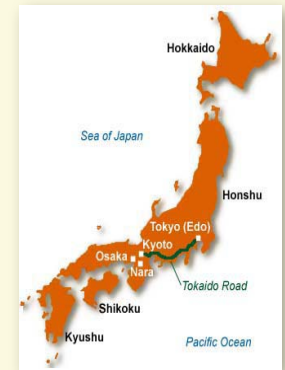 Hokkaido
Sea of Japan
Honshu
Tokyo (Edo)
Kyoto
Osaka
Nara
Tokaido Road
Shikoku
Kyushu
Pacific Ocean